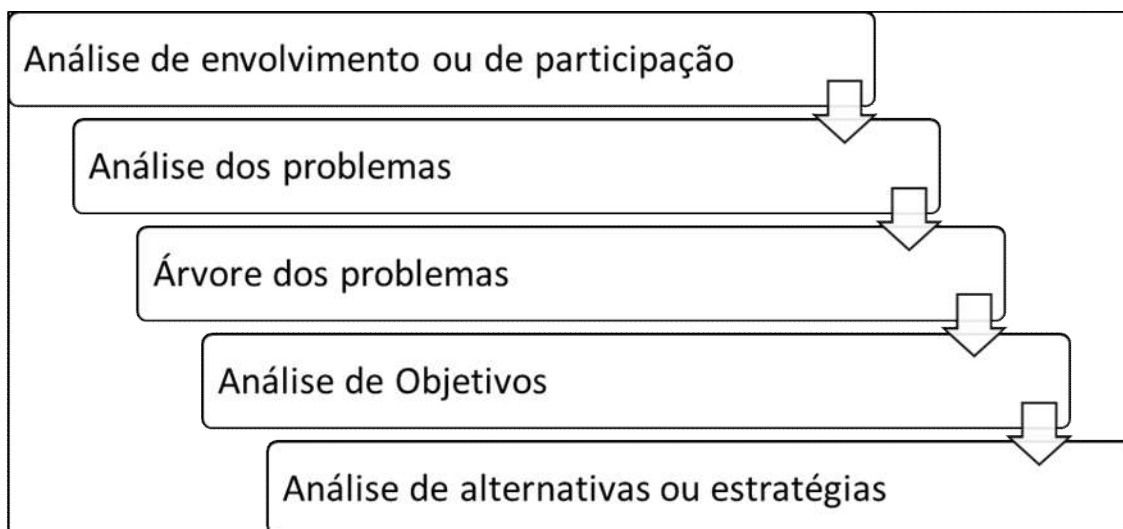 Análise de envolvimento ou de participação
Análise dos problemas
Árvore dos problemas
Análise de Objetivos
Análise de alternativas ou estratégias